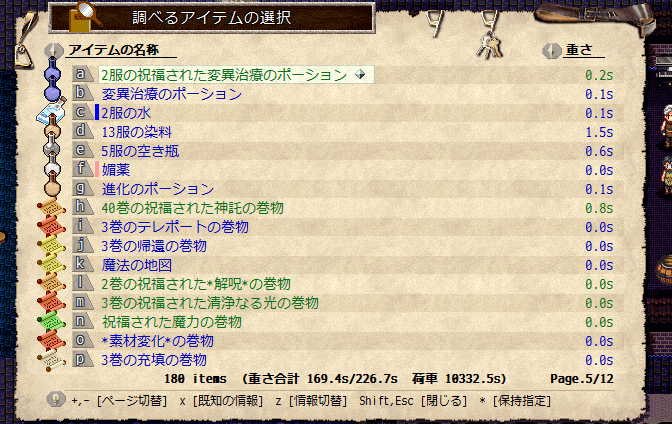 調べるアイテムの選択
アイテムの名称 重さ
a 2服の祝福された変異治療のポーション 0.2s
b 変異治療のポーション 0.1s
c 2服の水 0.1s
d 13服の染料 1.5s
e 5服の空き瓶 0.6s
f 媚薬 0.0s
g 進化のポーション 0.1s
h 40巻の祝福された神託の巻物 0.8s
i 3巻のテレポートの巻物 0.0s
j 3巻の帰還の巻物 0.0s
k 魔法の地図 0.0s
l 2巻の祝福された*解呪*の巻物 0.0s
m 3巻の祝福された清浄なる光の巻物 0.0s
n 祝福された魔力の巻物 0.0s
o *素材変化*の巻物 0.0s
p 3巻の充填の巻物 0.0s
180 items (重さ合計 169.4s/226.7s 荷車 10332.5s) Page.5/12
+,- [ページ切替] x [既知の情報] z [情報切替] Shift,Esc [閉じる] * [保持指定]